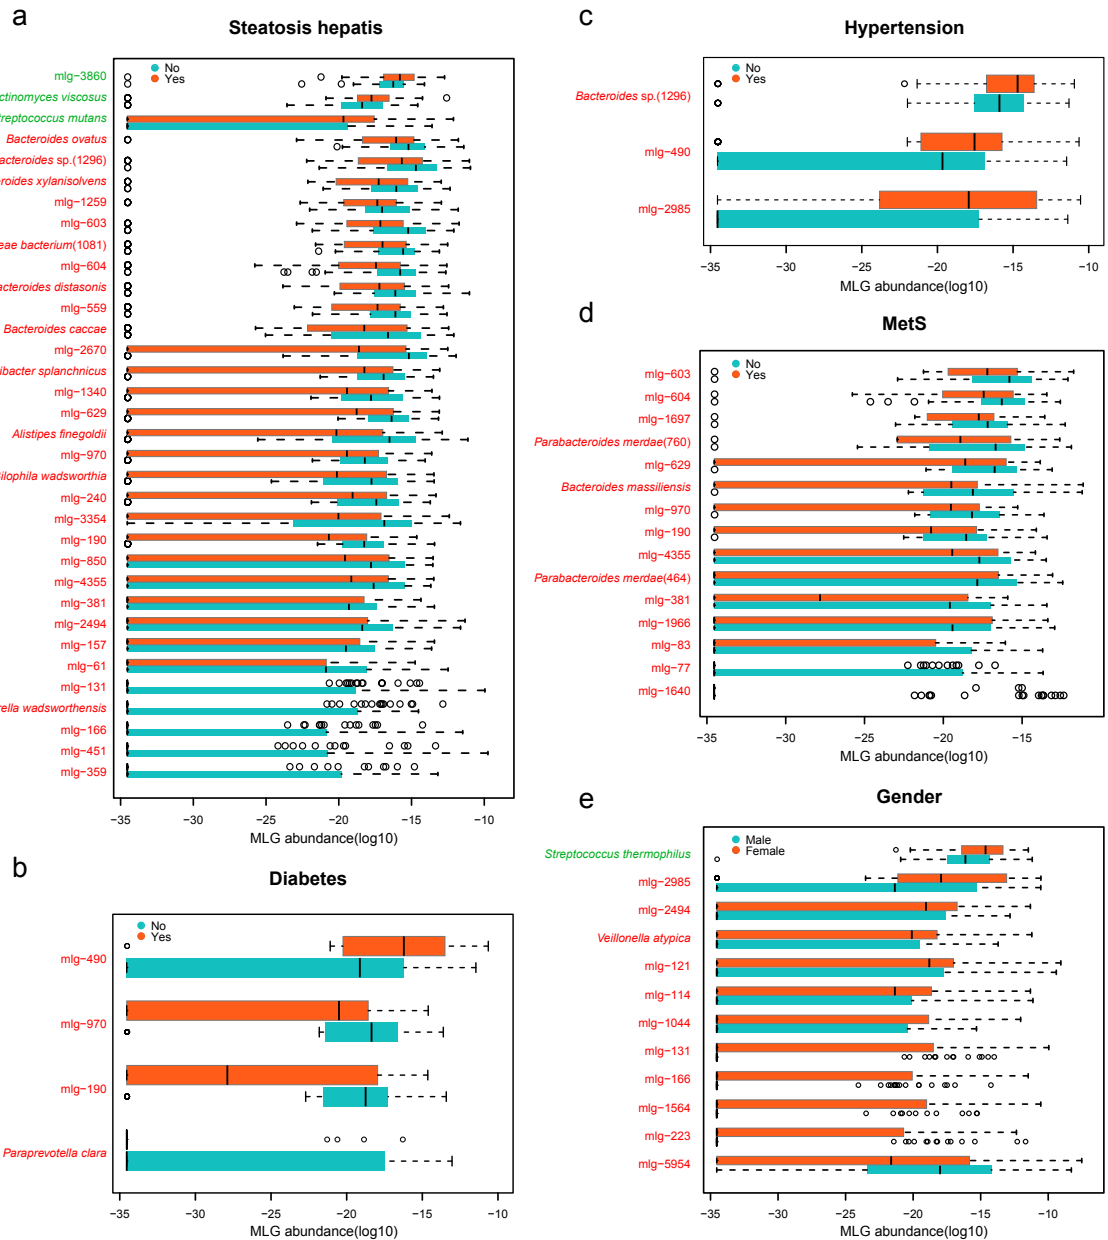 a
Steatosis hepatis
No
Yes
mlg−3860
ctinomyces viscosus
treptococcus mutans
Bacteroides ovatus
acteroides sp.(1296)
eroides xylanisolvens
mlg−1259
mlg−603
eae bacterium(1081)
mlg−604
acteroides distasonis
mlg−559
Bacteroides caccae
mlg−2670
ribacter splanchnicus
mlg−1340
mlg−629
Alistipes finegoldii
mlg−970
Bilophila wadsworthia
mlg−240
mlg−3354
mlg−190
mlg−850
mlg−4355
mlg−381
mlg−2494
mlg−157
mlg−61
mlg−131
rella wadsworthensis
mlg−166
mlg−451
mlg−359
−35 −30 −25 −20 −15 −10
MLG abundance(log10)
b
Diabetes
No
Yes
mlg−490
mlg−970
mlg−190
Paraprevotella clara
−35 −30 −25 −20 −15 −10
MLG abundance(log10)
c
Hypertension
No
Yes
Bacteroides sp.(1296)
mlg−490
mlg−2985
−35 −30 −25 −20 −15 −10
MLG abundance(log10)
d
MetS
No
Yes
mlg−603
mlg−604
mlg−1697
Parabacteroides merdae(760)
mlg−629
Bacteroides massiliensis
mlg−970
mlg−190
mlg−4355
Parabacteroides merdae(464)
mlg−381
mlg−1966
mlg−83
mlg−77
mlg−1640
−35 −30 −25 −20 −15
MLG abundance(log10)
e
Gender
Male
Female
Streptococcus thermophilus
mlg−2985
mlg−2494
Veillonella atypica
mlg−121
mlg−114
mlg−1044
mlg−131
mlg−166
mlg−1564
mlg−223
mlg−5954
−35 −30 −25 −20 −15 −10
MLG abundance(log10)